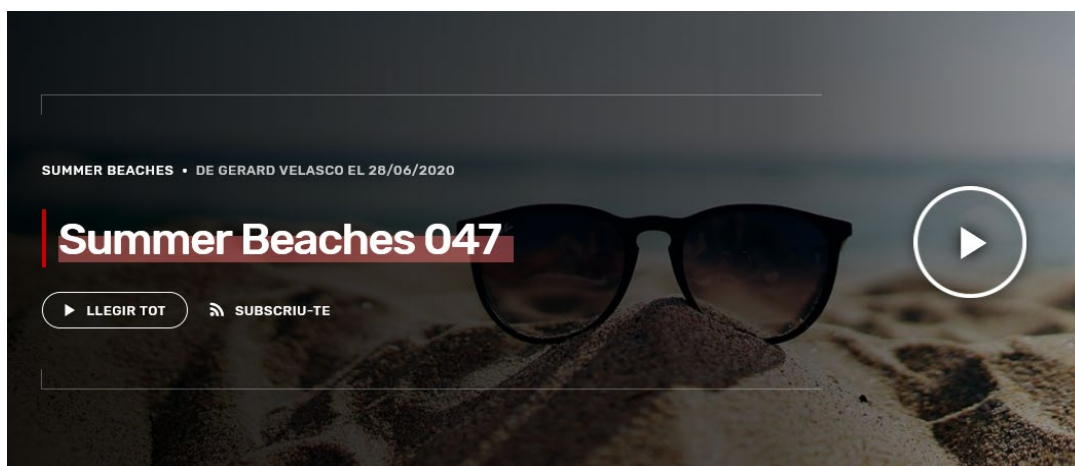 SUMMER BEACHES • DE GERARD VELASCO EL 28/06/2020
Summer Beaches 047
LLEGIR TOT SUBSCRIU-TE